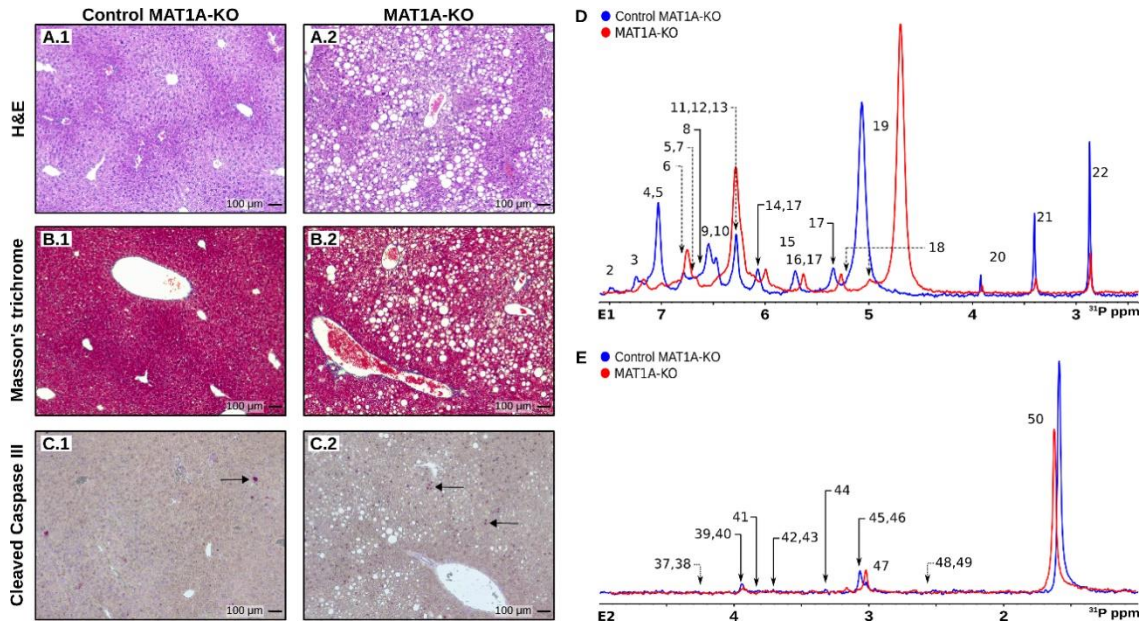 Control MAT1A-KO
MAT1A-KO
H&E
A.1
100 µm
A.2
100 µm
Masson's trichrome
B.1
100 µm
B.2
100 µm
Cleaved Caspase III
C.1
100 µm
C.2
100 µm
D
Control MAT1A-KO
MAT1A-KO
2
3
4,5
6
5,7
8
9,10
11,12,13
14,17
15
16,17
17
18
19
20
21
22
E1
7
6
5
4
3
³¹P ppm
E
Control MAT1A-KO
MAT1A-KO
37,38
39,40
41
42,43
44
45,46
47
48,49
50
E2
4
3
2
³¹P ppm